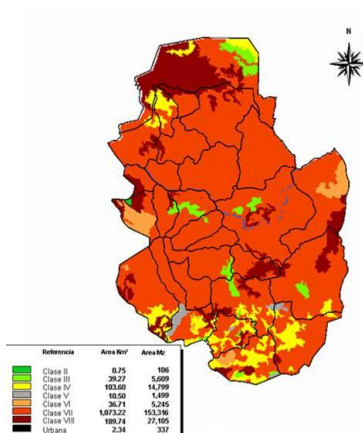 N
Referencia Area Km² Area Mz
Clase II 0.75 106
Clase III 39.27 5,609
Clase IV 103.60 14,799
Clase V 10.50 1,499
Clase VI 36.71 5,245
Clase VII 1,073.22 153,316
Clase VIII 189.74 27,105
Urbana 2.34 337